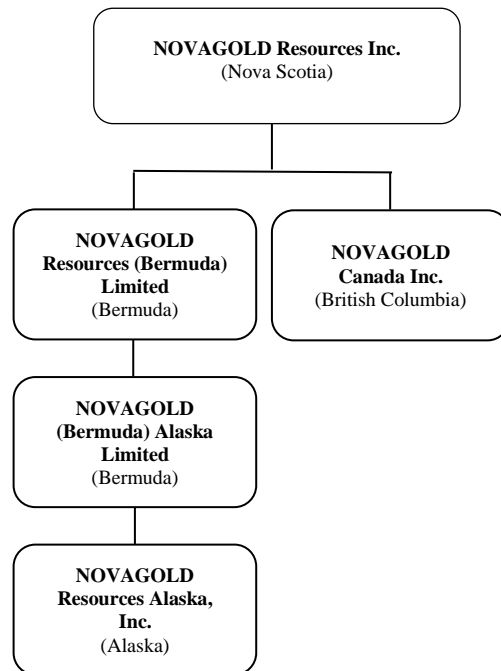 NOVAGOLD Resources Inc.
(Nova Scotia)
NOVAGOLD
Resources (Bermuda)
Limited
(Bermuda)
NOVAGOLD
Canada Inc.
(British Columbia)
NOVAGOLD
(Bermuda) Alaska
Limited
(Bermuda)
NOVAGOLD
Resources Alaska,
Inc.
(Alaska)